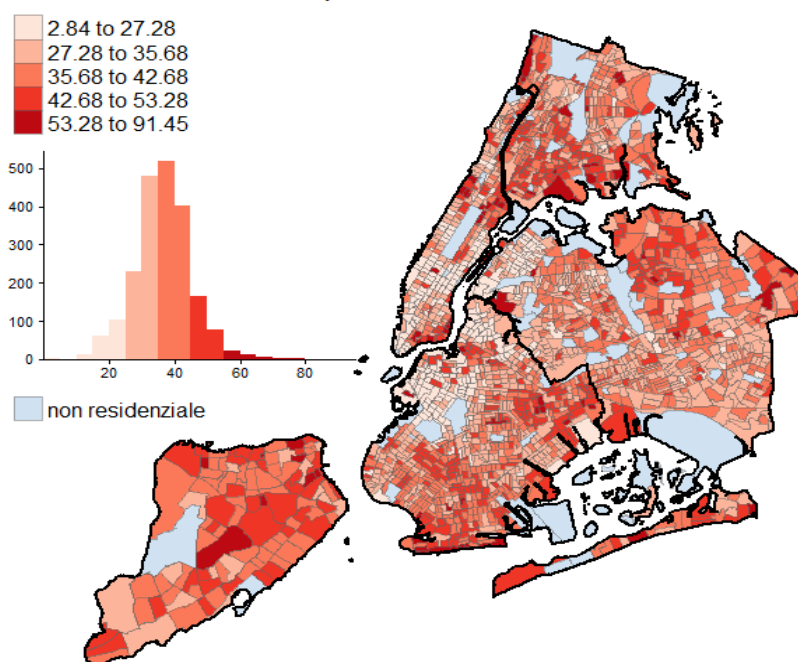 2.84 to 27.28
27.28 to 35.68
35.68 to 42.68
42.68 to 53.28
53.28 to 91.45
500
400
300
200
100
0
20 40 60 80
non residenziale